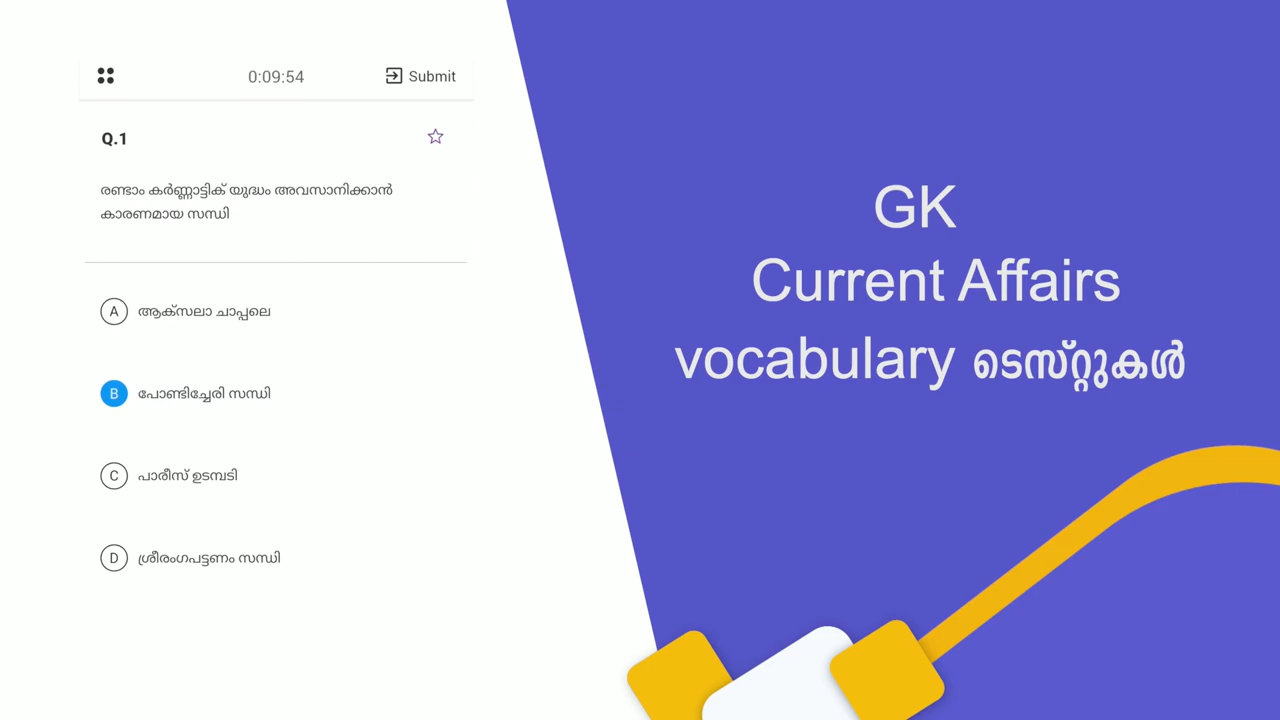 0:09:54 Submit
Q.1
രണ്ടാം കർണ്ണാട്ടിക് യുദ്ധം അവസാനിക്കാൻ
കാരണമായ സന്ധി
A ആക്സലാ ചാപ്പലെ
B പോണ്ടിച്ചേരി സന്ധി
C പാരീസ് ഉടമ്പടി
D ശ്രീരംഗപട്ടണം സന്ധി
GK
Current Affairs
vocabulary ടെസ്റ്റുകൾ